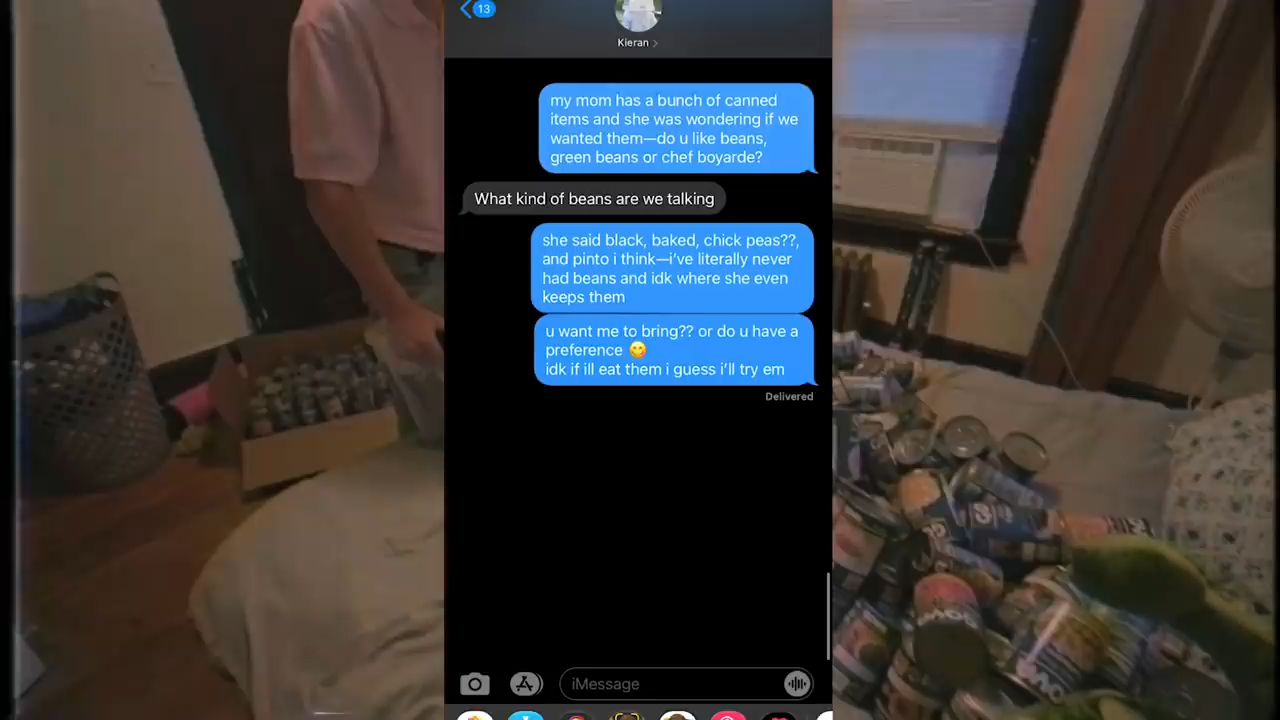 13
Kieran
my mom has a bunch of canned
items and she was wondering if we
wanted them—do u like beans,
green beans or chef boyarde?
What kind of beans are we talking
she said black, baked, chick peas??,
and pinto i think—i've literally never
had beans and idk where she even
keeps them
u want me to bring?? or do u have a
preference 😋
idk if ill eat them i guess i'll try em
Delivered
iMessage